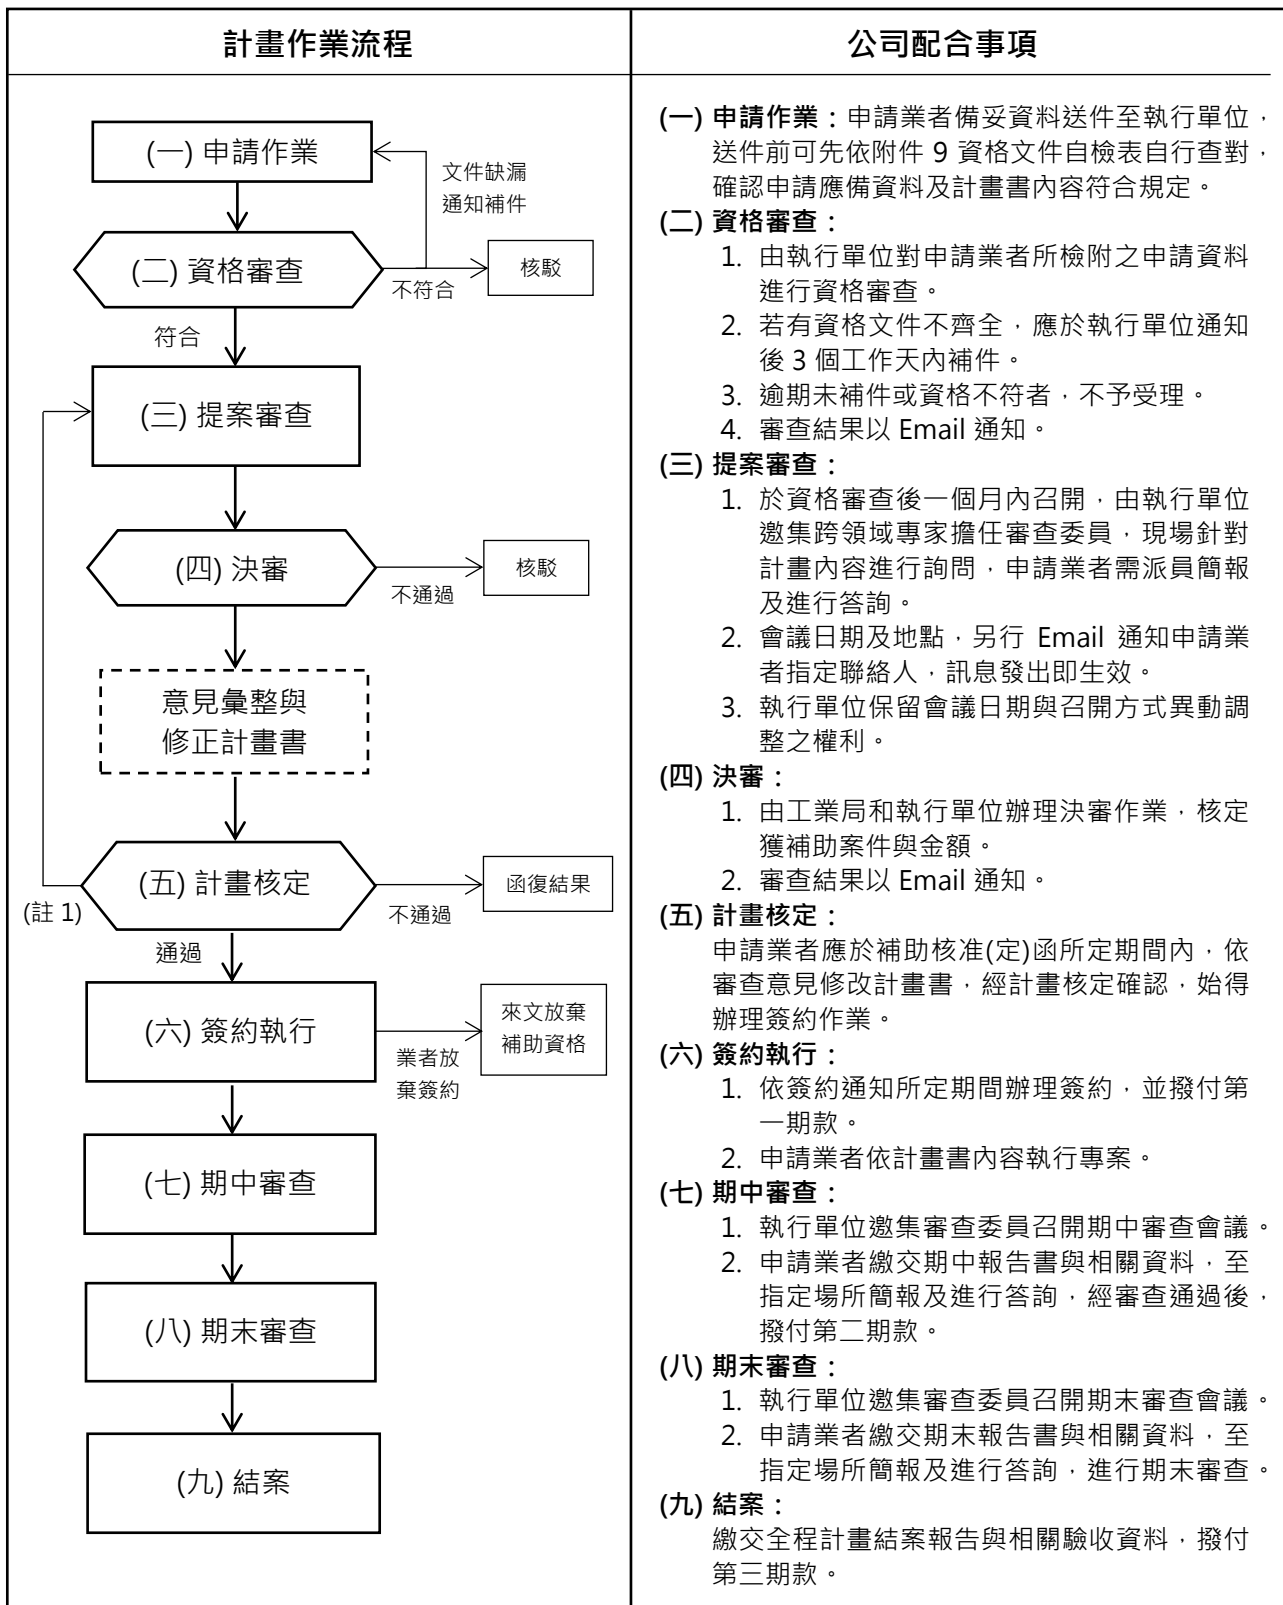 計畫作業流程
公司配合事項
(一) 申請作業
文件缺漏
通知補件
(二) 資格審查
不符合
核駁
符合
(三) 提案審查
(四) 決審
不通過
核駁
意見彙整與
修正計畫書
(五) 計畫核定
(註 1)
不通過
函復結果
通過
(六) 簽約執行
業者放
棄簽約
來文放棄
補助資格
(七) 期中審查
(八) 期末審查
(九) 結案
(一) 申請作業：申請業者備妥資料送件至執行單位，
送件前可先依附件 9 資格文件自檢表自行查對，
確認申請應備資料及計畫書內容符合規定。
(二) 資格審查：
1. 由執行單位對申請業者所檢附之申請資料
進行資格審查。
2. 若有資格文件不齊全，應於執行單位通知
後 3 個工作天內補件。
3. 逾期未補件或資格不符者，不予受理。
4. 審查結果以 Email 通知。
(三) 提案審查：
1. 於資格審查後一個月內召開，由執行單位
邀集跨領域專家擔任審查委員，現場針對
計畫內容進行詢問，申請業者需派員簡報
及進行答詢。
2. 會議日期及地點，另行 Email 通知申請業
者指定聯絡人，訊息發出即生效。
3. 執行單位保留會議日期與召開方式異動調
整之權利。
(四) 決審：
1. 由工業局和執行單位辦理決審作業，核定
獲補助案件與金額。
2. 審查結果以 Email 通知。
(五) 計畫核定：
申請業者應於補助核准(定)函所定期間內，依
審查意見修改計畫書，經計畫核定確認，始得
辦理簽約作業。
(六) 簽約執行：
1. 依簽約通知所定期間辦理簽約，並撥付第
一期款。
2. 申請業者依計畫書內容執行專案。
(七) 期中審查：
1. 執行單位邀集審查委員召開期中審查會議。
2. 申請業者繳交期中報告書與相關資料，至
指定場所簡報及進行答詢，經審查通過後，
撥付第二期款。
(八) 期末審查：
1. 執行單位邀集審查委員召開期末審查會議。
2. 申請業者繳交期末報告書與相關資料，至
指定場所簡報及進行答詢，進行期末審查。
(九) 結案：
繳交全程計畫結案報告與相關驗收資料，撥付
第三期款。